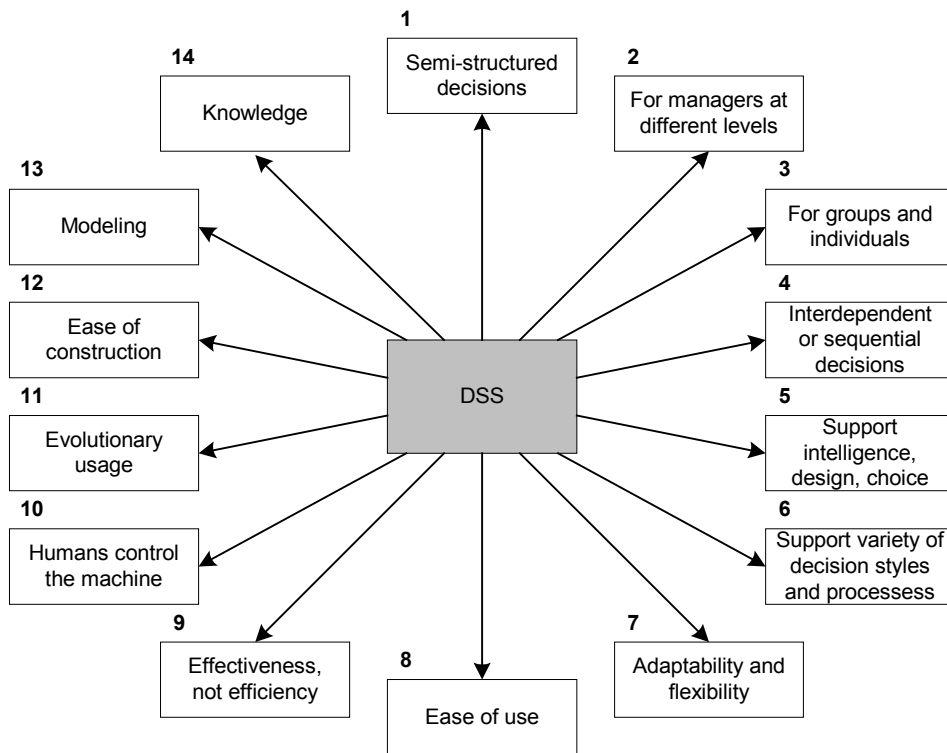 1
Semi-structured
decisions
2
For managers at
different levels
3
For groups and
individuals
4
Interdependent
or sequential
decisions
5
Support
intelligence,
design, choice
6
Support variety of
decision styles
and processess
7
Adaptability and
flexibility
8
Ease of use
9
Effectiveness,
not efficiency
10
Humans control
the machine
11
Evolutionary
usage
12
Ease of
construction
13
Modeling
14
Knowledge
DSS